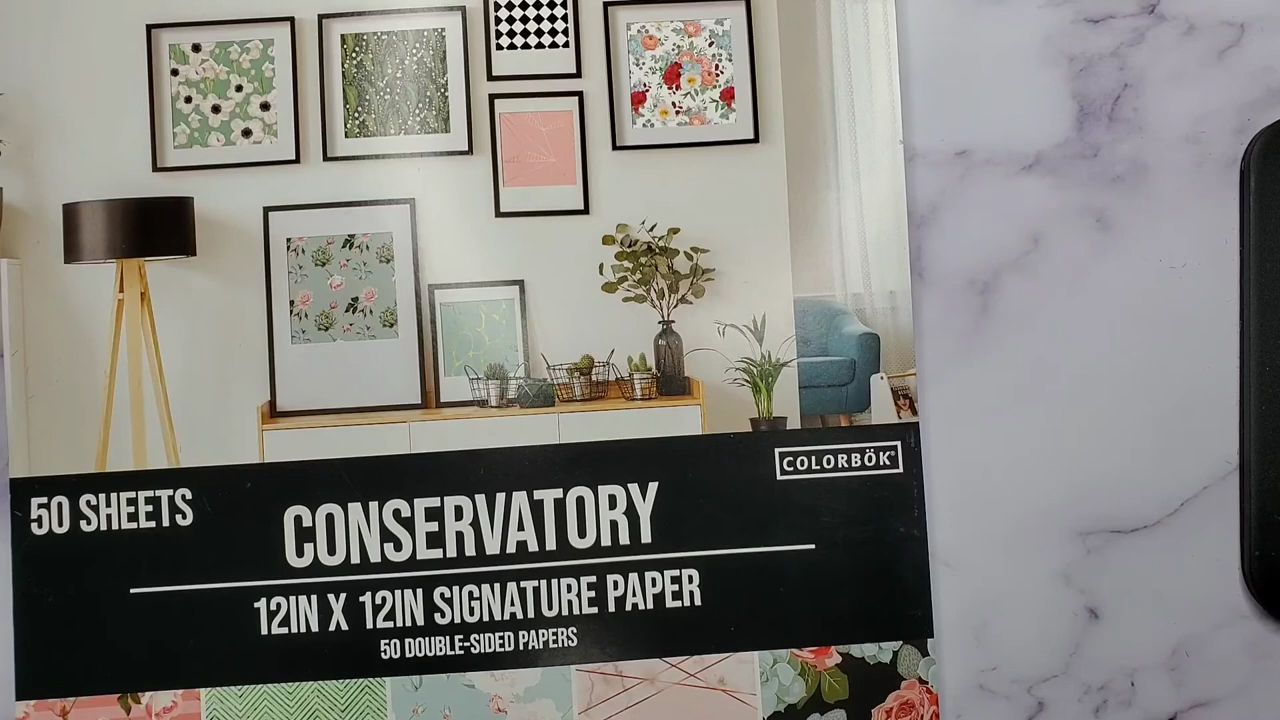 COLORBÖK®
50 SHEETS
CONSERVATORY
12IN X 12IN SIGNATURE PAPER
50 DOUBLE-SIDED PAPERS